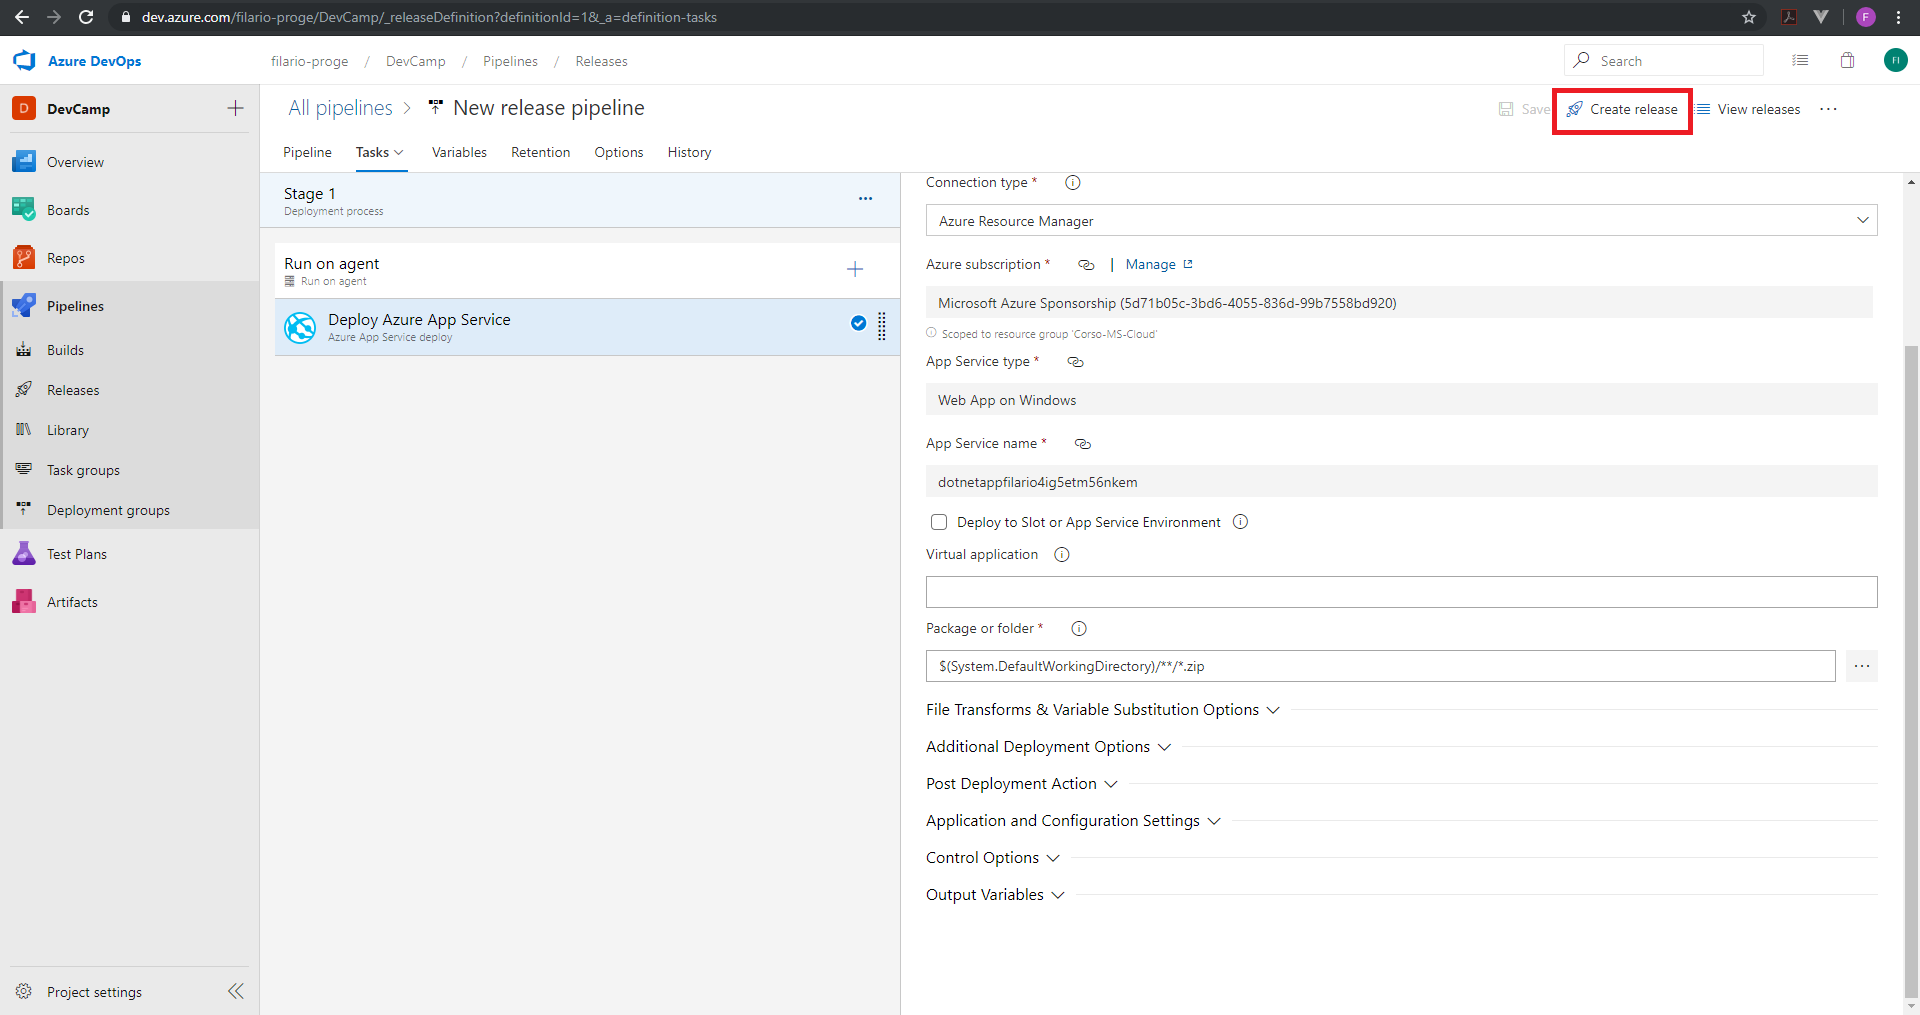 dev.azure.com/filario-proge/DevCamp/_releaseDefinition?definitionId=1&_a=definition-tasks
F
Azure DevOps
filario-proge / DevCamp / Pipelines / Releases
Search
FI
D DevCamp
Overview
Boards
Repos
Pipelines
Builds
Releases
Library
Task groups
Deployment groups
Test Plans
Artifacts
Project settings
All pipelines > New release pipeline
Save
Create release
View releases
Pipeline Tasks Variables Retention Options History
Stage 1
Deployment process
Run on agent
Run on agent
Deploy Azure App Service
Azure App Service deploy
Connection type *
Azure Resource Manager
Azure subscription * | Manage
Microsoft Azure Sponsorship (5d71b05c-3bd6-4055-836d-99b7558bd920)
Scoped to resource group 'Corso-MS-Cloud'
App Service type *
Web App on Windows
App Service name *
dotnetappfilario4ig5etm56nkem
Deploy to Slot or App Service Environment
Virtual application
Package or folder *
$(System.DefaultWorkingDirectory)/**/*.zip
File Transforms & Variable Substitution Options
Additional Deployment Options
Post Deployment Action
Application and Configuration Settings
Control Options
Output Variables